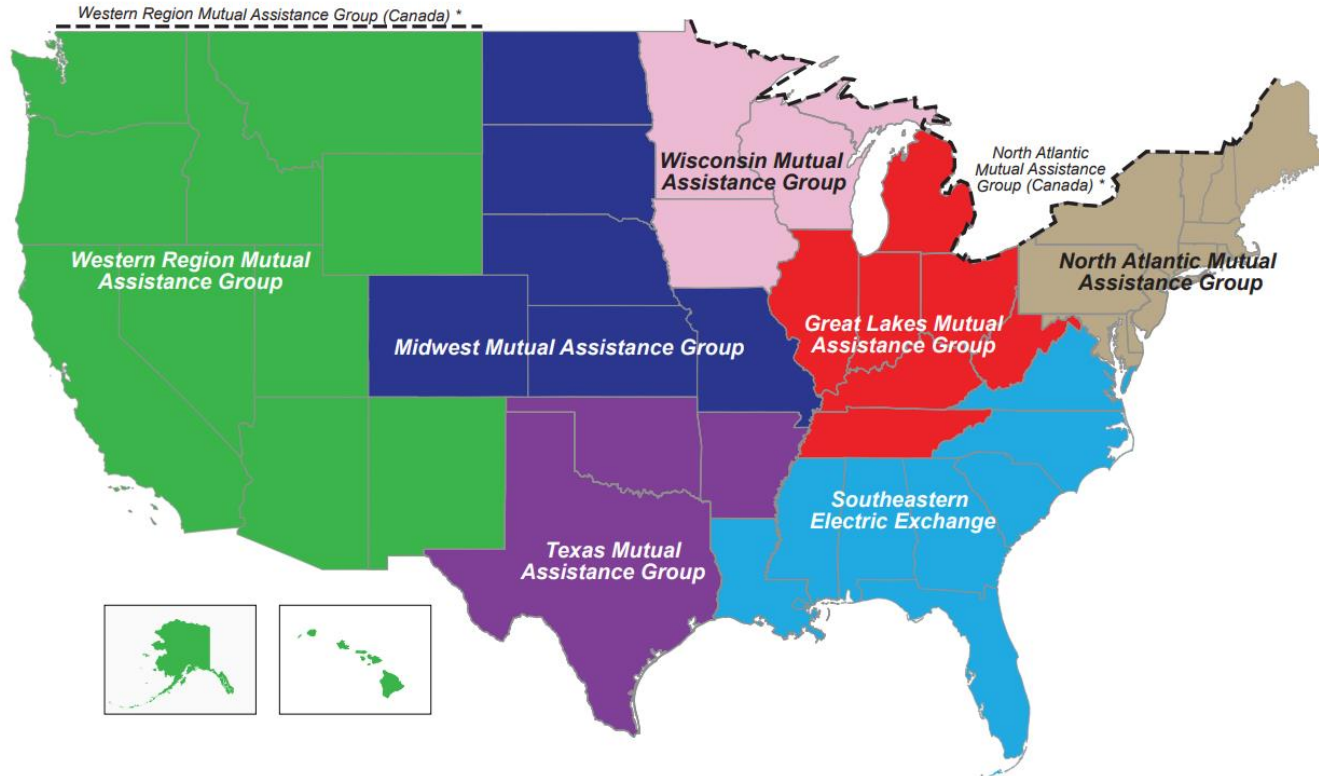 Western Region Mutual Assistance Group (Canada) *
Wisconsin Mutual
Assistance Group
North Atlantic
Mutual Assistance
Group (Canada) *
Western Region Mutual
Assistance Group
North Atlantic Mutual
Assistance Group
Midwest Mutual Assistance Group
Great Lakes Mutual
Assistance Group
Southeastern
Electric Exchange
Texas Mutual
Assistance Group